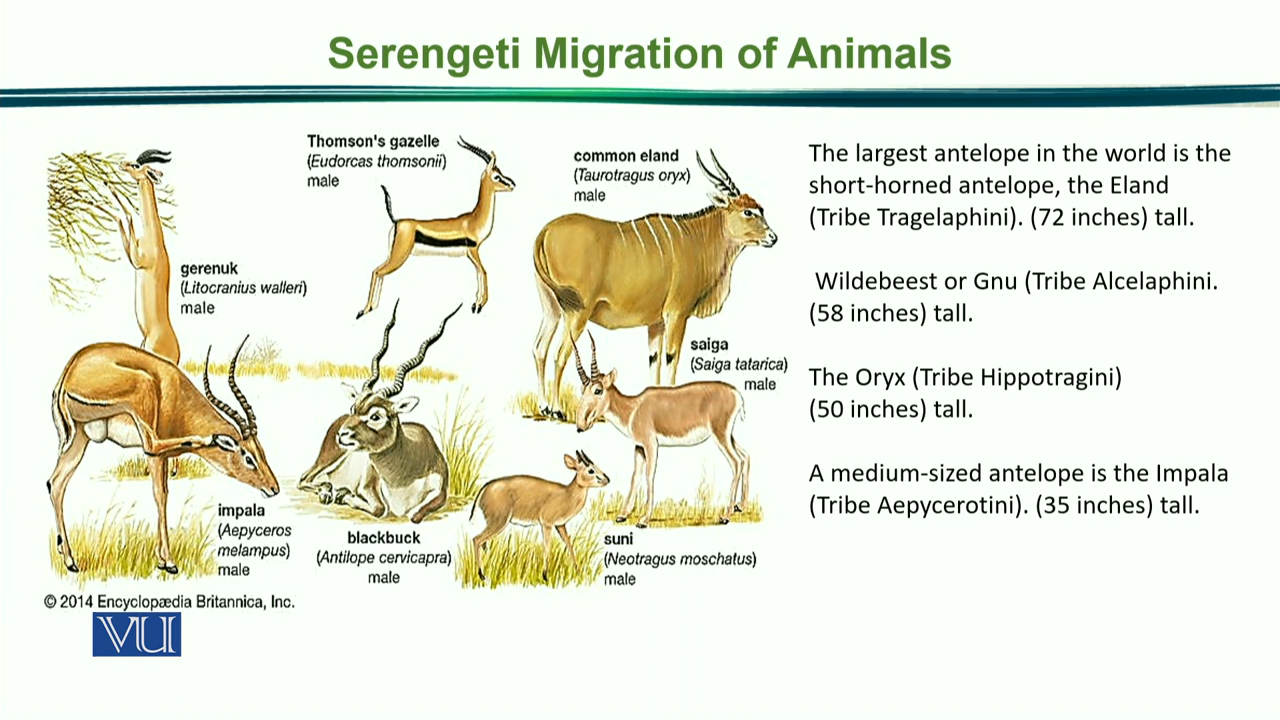 Serengeti Migration of Animals
Thomson's gazelle
(Eudorcas thomsonii)
male
common eland
(Taurotragus oryx)
male
gerenuk
(Litocranius walleri)
male
saiga
(Saiga tatarica)
male
impala
(Aepyceros
melampus)
male
blackbuck
(Antilope cervicapra)
male
suni
(Neotragus moschatus)
male
© 2014 Encyclopædia Britannica, Inc.
VU
The largest antelope in the world is the
short-horned antelope, the Eland
(Tribe Tragelaphini). (72 inches) tall.
Wildebeest or Gnu (Tribe Alcelaphini.
(58 inches) tall.
The Oryx (Tribe Hippotragini)
(50 inches) tall.
A medium-sized antelope is the Impala
(Tribe Aepycerotini). (35 inches) tall.